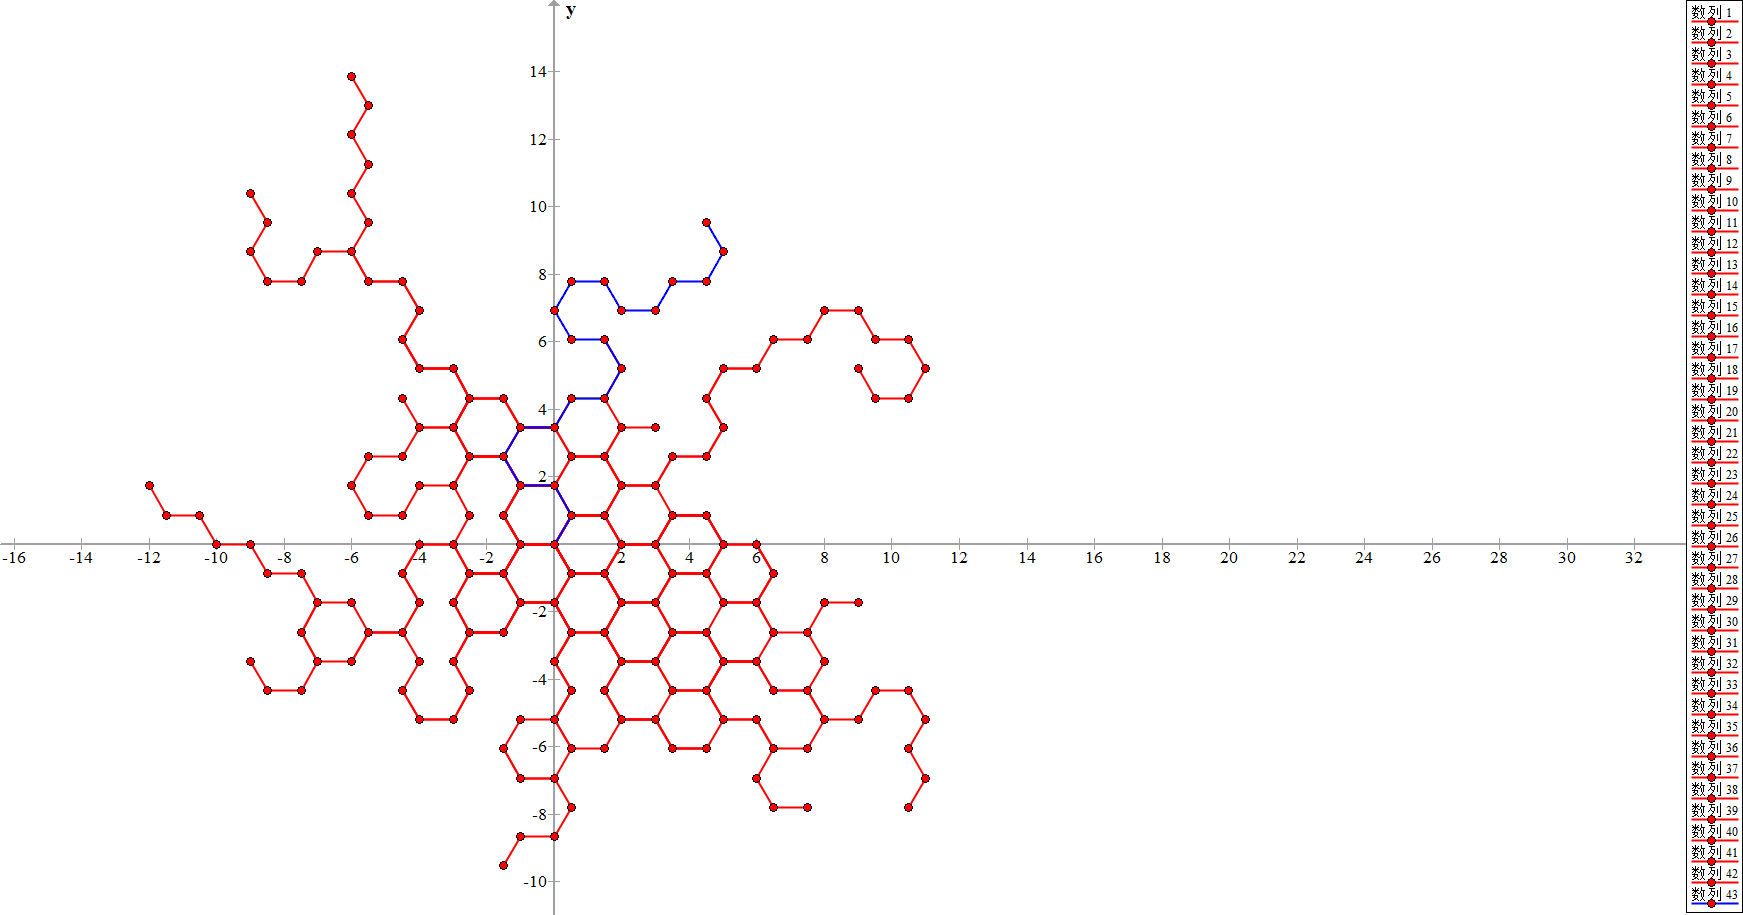 y
14
12
10
8
6
4
2
-16 -14 -12 -10 -8 -6 -4 -2 2 4 6 8 10 12 14 16 18 20 22 24 26 28 30 32
-2
-4
-6
-8
-10
数列 1
数列 2
数列 3
数列 4
数列 5
数列 6
数列 7
数列 8
数列 9
数列 10
数列 11
数列 12
数列 13
数列 14
数列 15
数列 16
数列 17
数列 18
数列 19
数列 20
数列 21
数列 22
数列 23
数列 24
数列 25
数列 26
数列 27
数列 28
数列 29
数列 30
数列 31
数列 32
数列 33
数列 34
数列 35
数列 36
数列 37
数列 38
数列 39
数列 40
数列 41
数列 42
数列 43